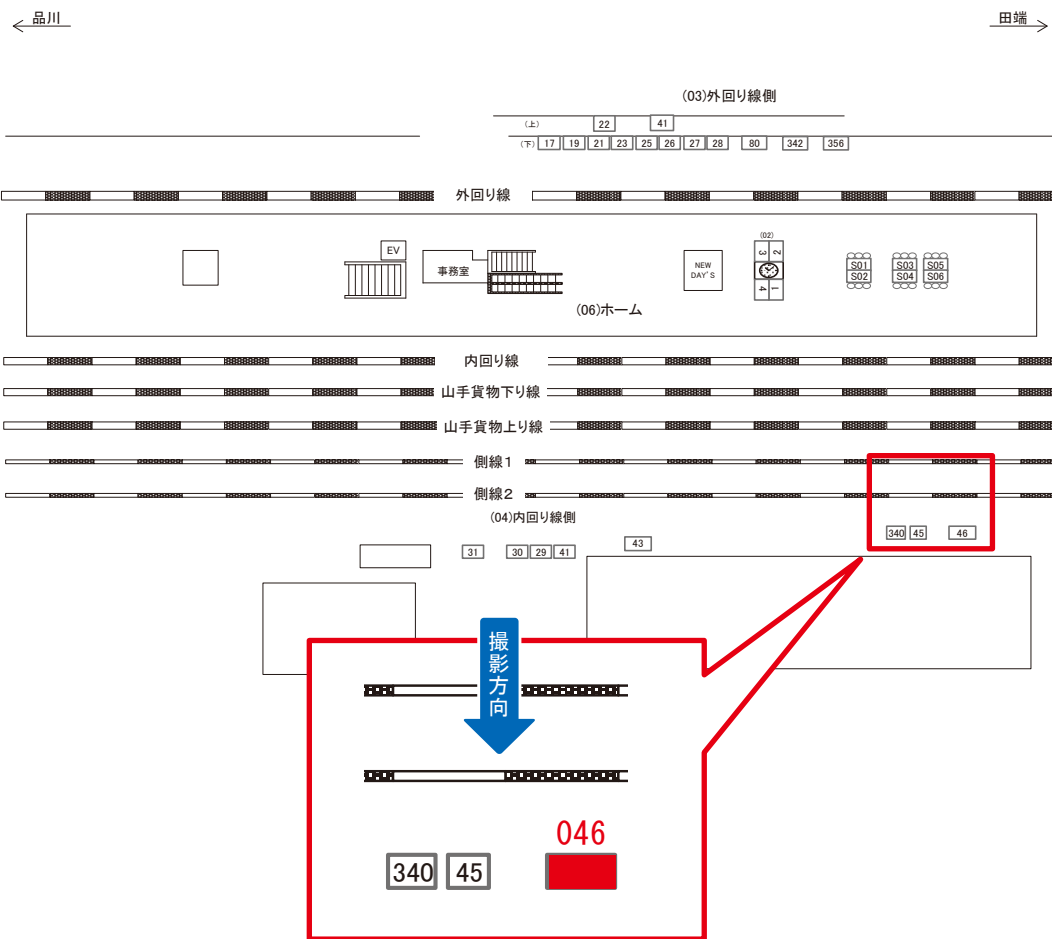 品川
田端
(03)外回り線側
(上) 22 41
(下) 17 19 21 23 25 26 27 28 80 342 356
外回り線
EV
事務室
NEW
DAY'S
(02)
3 2
4 1
S01 S03 S05
S02 S04 S06
(06)ホーム
内回り線
山手貨物下り線
山手貨物上り線
側線1
側線2
(04)内回り線側
340 45 46
31 30 29 41 43
撮影方向
046
340 45